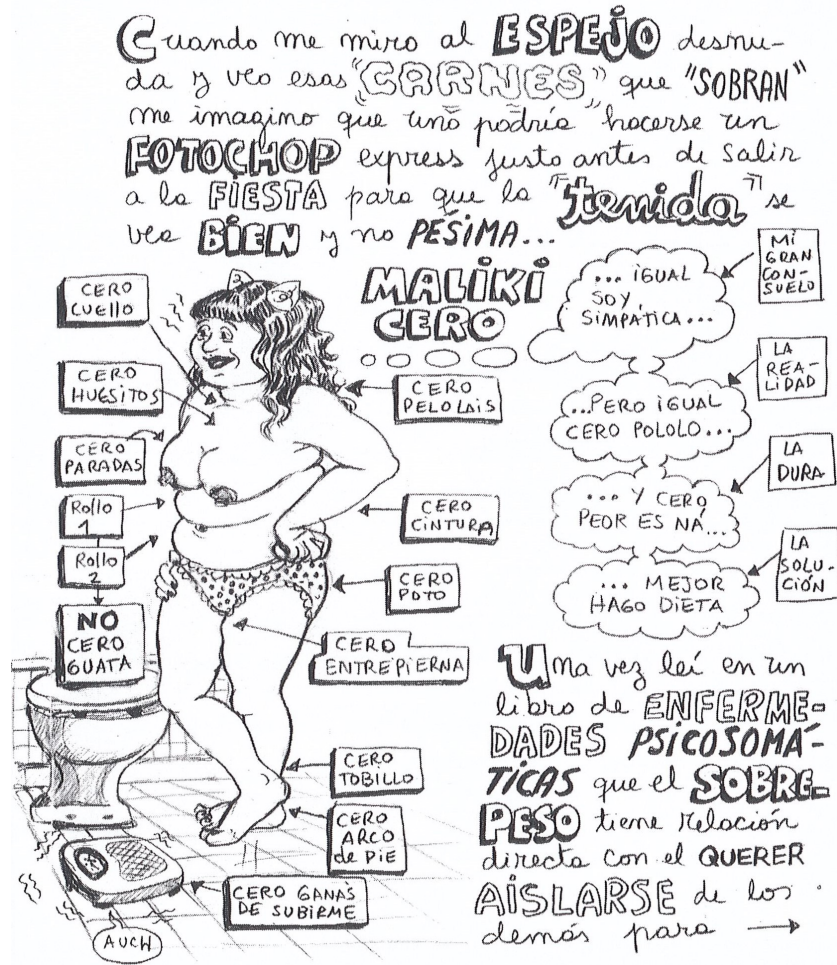 Cuando me miro al ESPEJO desnu-
da y veo esas "CARNES" que "SOBRAN"
me imagino que uno podría hacerse un
FOTOCHOP express justo antes de salir
a la FIESTA para que la "tenida" se
vea BIEN y no PÉSIMA...
MALIKI
CERO
CERO
CUELLO
CERO
HUESITOS
CERO
PARADAS
Rollo
1
Rollo
2
NO
CERO
GUATA
CERO
PELO LAIS
CERO
CINTURA
CERO
POTO
CERO
ENTREPIERNA
CERO
TOBILLO
CERO
ARCO
de PIE
CERO GANAS
DE SUBIRME
AUCH
... IGUAL
SOY
SIMPÁTICA...
MI
GRAN
CON-
SUELO
...PERO IGUAL
CERO POLOLO...
LA
REA-
LIDAD
... Y CERO
PEOR ES NÁ...
LA
DURA
... MEJOR
HAGO DIETA
LA
SOLU-
CIÓN
Una vez leí en un
libro de ENFERME-
DADES PSICOSOMÁ-
TICAS que el SOBRE-
PESO tiene relación
directa con el QUERER
AISLARSE de los
demás para →